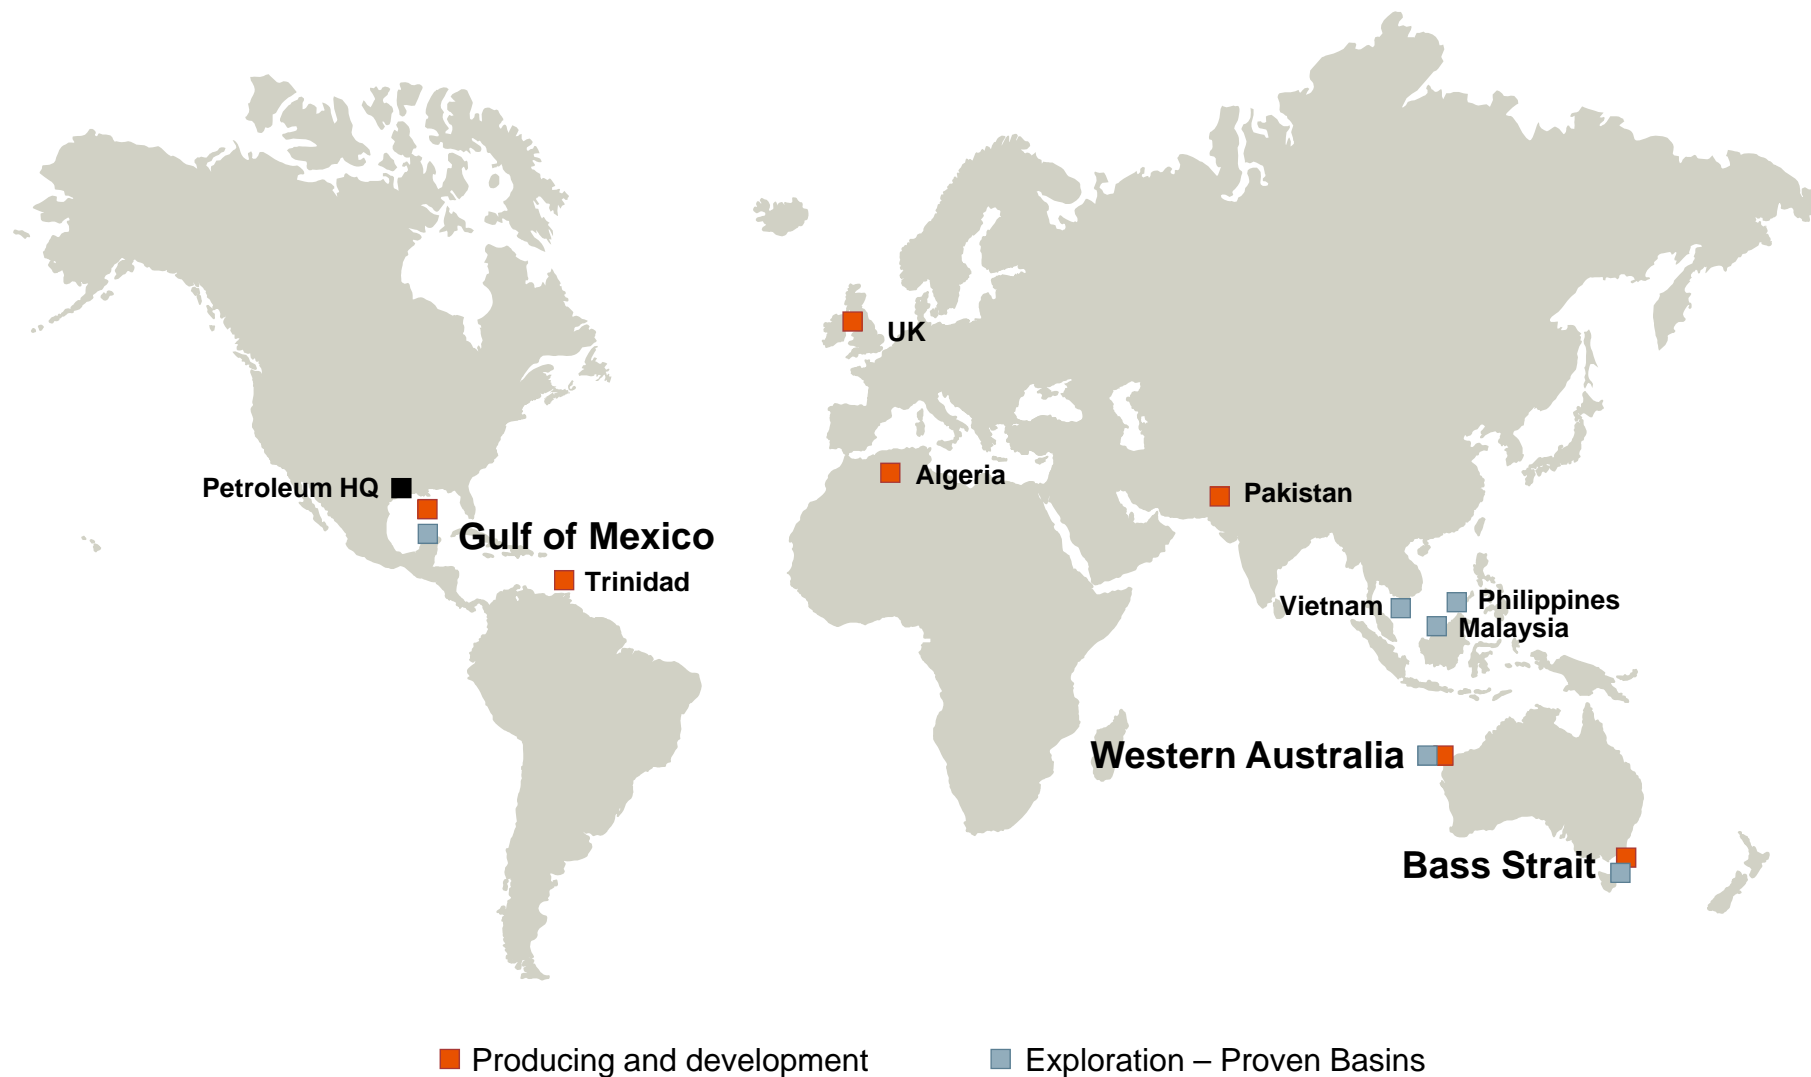 UK
Algeria
Petroleum HQ
Pakistan
Gulf of Mexico
Trinidad
Vietnam
Philippines
Malaysia
Western Australia
Bass Strait
Producing and development
Exploration – Proven Basins